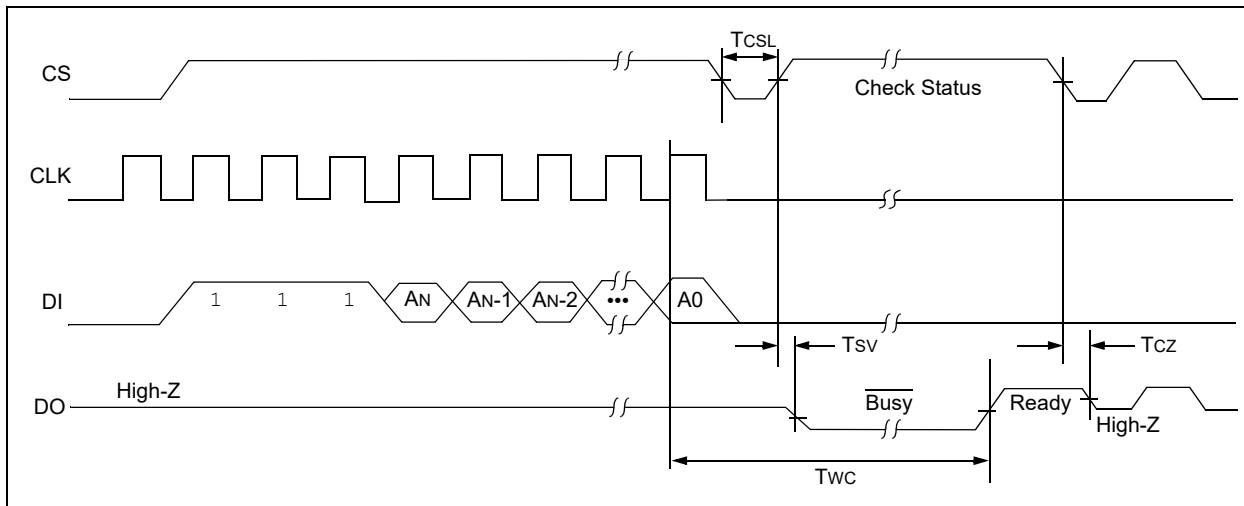 TCSL
CS
Check Status
CLK
DI
1 1 1 AN AN-1 AN-2 ••• A0
TSV
TCZ
High-Z
DO
Busy
Ready
High-Z
TWC